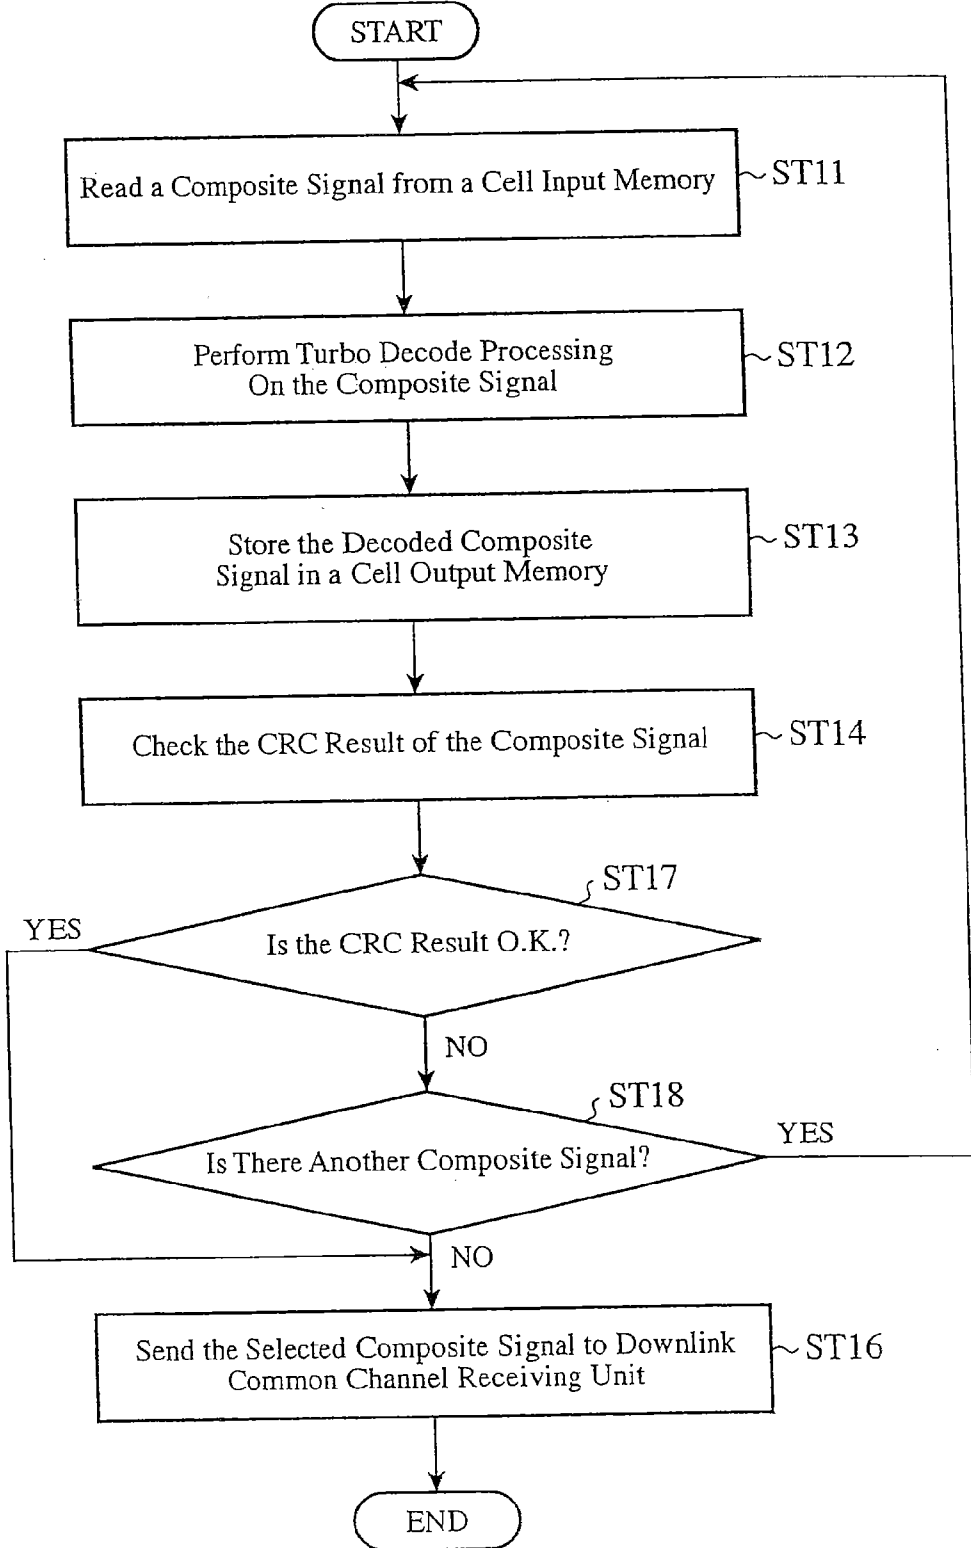 START
Read a Composite Signal from a Cell Input Memory
ST11
Perform Turbo Decode Processing
On the Composite Signal
ST12
Store the Decoded Composite
Signal in a Cell Output Memory
ST13
Check the CRC Result of the Composite Signal
ST14
ST17
YES
Is the CRC Result O.K.?
NO
ST18
YES
Is There Another Composite Signal?
NO
Send the Selected Composite Signal to Downlink
Common Channel Receiving Unit
ST16
END